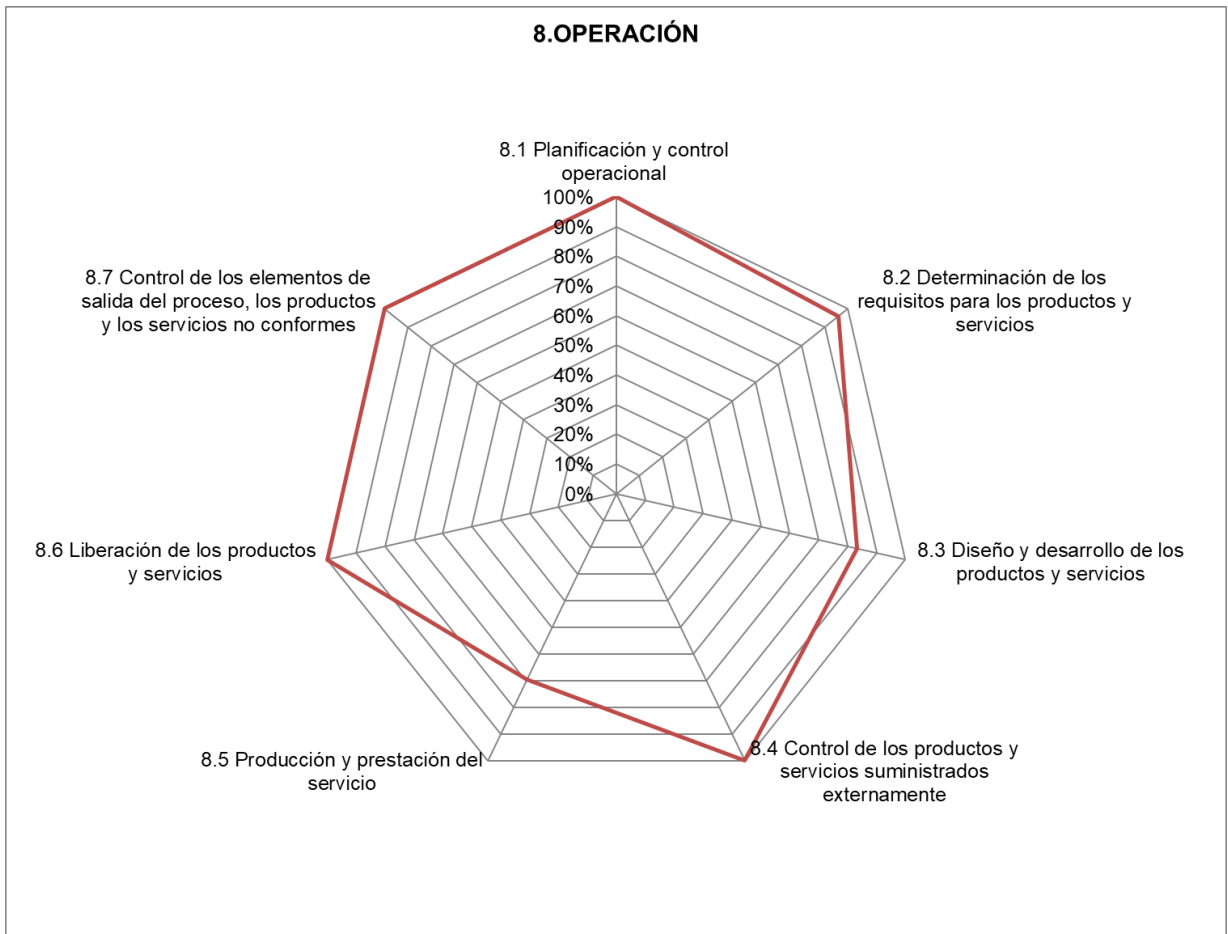 8.OPERACIÓN
8.1 Planificación y control
operacional
100%
90%
80%
70%
60%
50%
40%
30%
20%
10%
0%
8.2 Determinación de los
requisitos para los productos y
servicios
8.3 Diseño y desarrollo de los
productos y servicios
8.4 Control de los productos y
servicios suministrados
externamente
8.5 Producción y prestación del
servicio
8.6 Liberación de los productos
y servicios
8.7 Control de los elementos de
salida del proceso, los productos
y los servicios no conformes